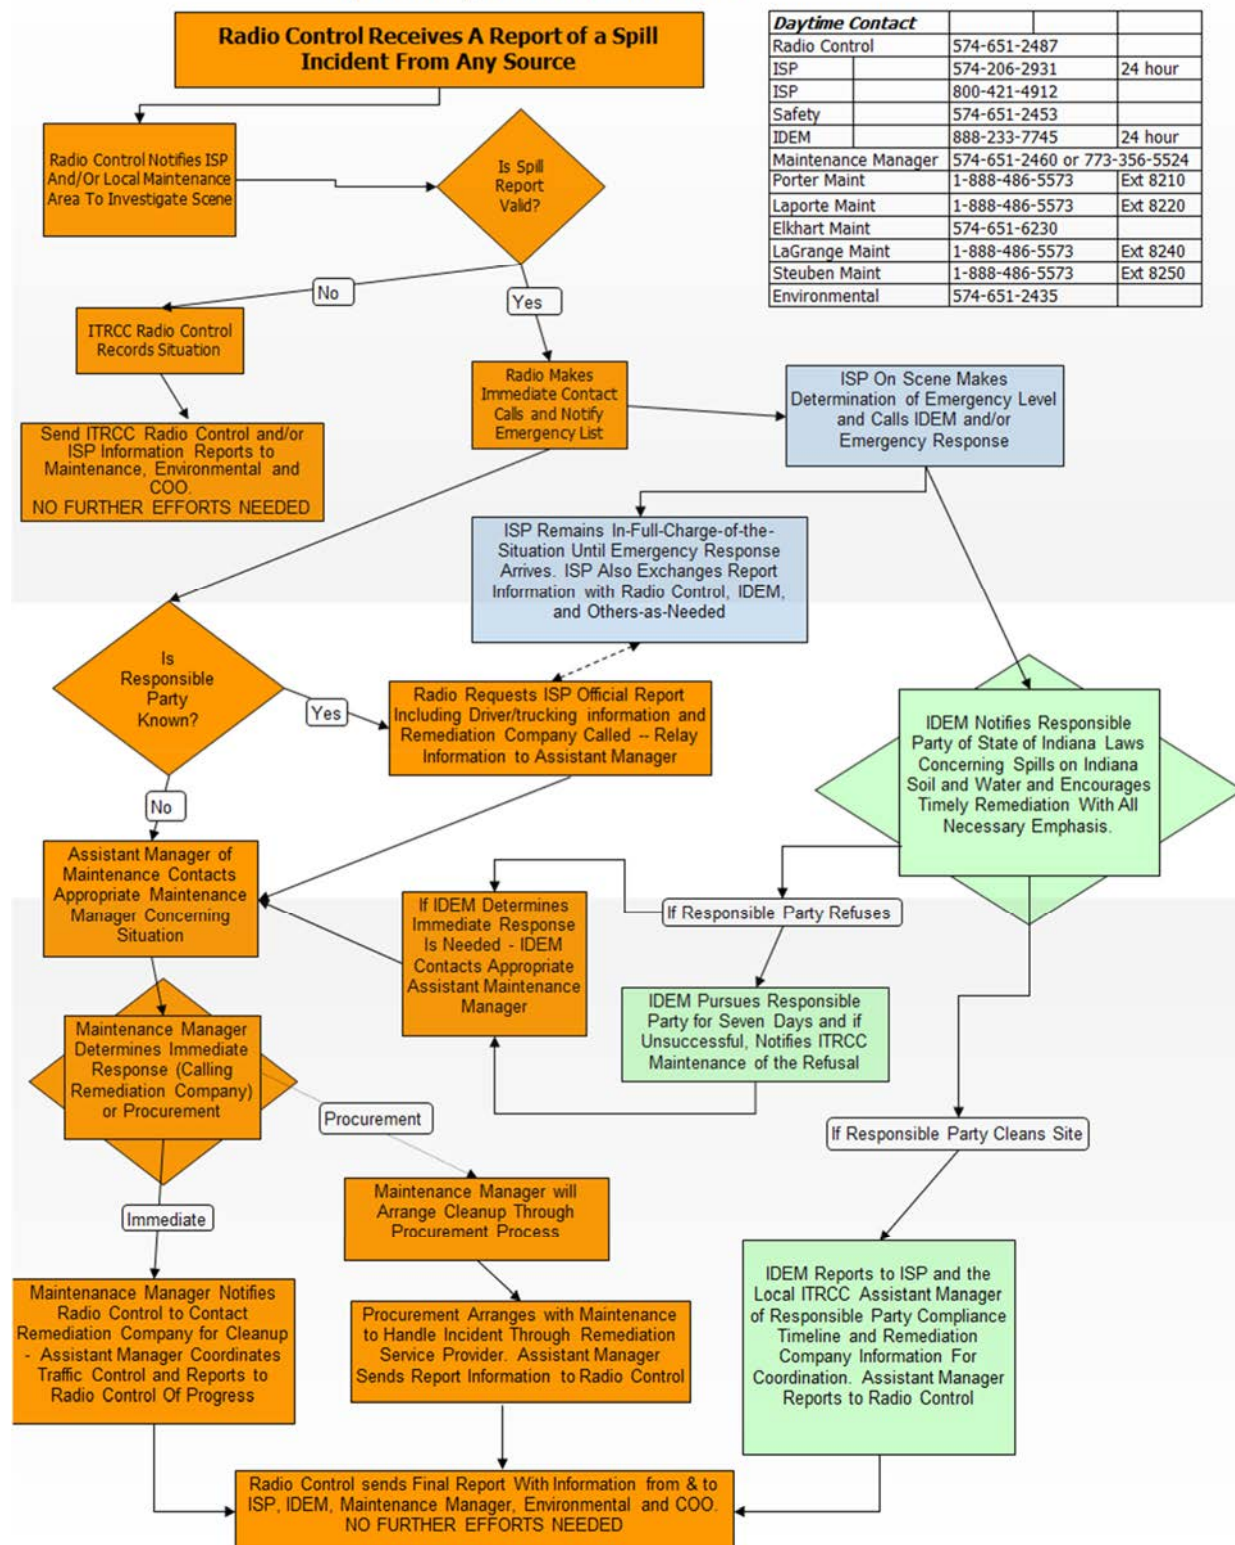 Radio Control Receives A Report of a Spill
Incident From Any Source
Daytime Contact
Radio Control 574-651-2487
ISP 574-206-2931 24 hour
ISP 800-421-4912
Safety 574-651-2453
IDEM 888-233-7745 24 hour
Maintenance Manager 574-651-2460 or 773-356-5524
Porter Maint 1-888-486-5573 Ext 8210
Laporte Maint 1-888-486-5573 Ext 8220
Elkhart Maint 574-651-6230
LaGrange Maint 1-888-486-5573 Ext 8240
Steuben Maint 1-888-486-5573 Ext 8250
Environmental 574-651-2435
Radio Control Notifies ISP
And/Or Local Maintenance
Area To Investigate Scene
Is Spill
Report
Valid?
No
Yes
ITRCC Radio Control
Records Situation
Send ITRCC Radio Control and/or
ISP Information Reports to
Maintenance, Environmental and
COO.
NO FURTHER EFFORTS NEEDED
Radio Makes
Immediate Contact
Calls and Notify
Emergency List
ISP On Scene Makes
Determination of Emergency Level
and Calls IDEM and/or
Emergency Response
ISP Remains In-Full-Charge-of-the-
Situation Until Emergency Response
Arrives. ISP Also Exchanges Report
Information with Radio Control, IDEM,
and Others-as-Needed
Is
Responsible
Party
Known?
Yes
No
Radio Requests ISP Official Report
Including Driver/trucking information and
Remediation Company Called -- Relay
Information to Assistant Manager
IDEM Notifies Responsible
Party of State of Indiana Laws
Concerning Spills on Indiana
Soil and Water and Encourages
Timely Remediation With All
Necessary Emphasis.
Assistant Manager of
Maintenance Contacts
Appropriate Maintenance
Manager Concerning
Situation
If IDEM Determines
Immediate Response
Is Needed - IDEM
Contacts Appropriate
Assistant Maintenance
Manager
If Responsible Party Refuses
IDEM Pursues Responsible
Party for Seven Days and if
Unsuccessful, Notifies ITRCC
Maintenance of the Refusal
Maintenance Manager
Determines Immediate
Response (Calling
Remediation Company)
or Procurement
Procurement
If Responsible Party Cleans Site
Immediate
Maintenance Manager will
Arrange Cleanup Through
Procurement Process
Maintenanace Manager Notifies
Radio Control to Contact
Remediation Company for Cleanup
- Assistant Manager Coordinates
Traffic Control and Reports to
Radio Control Of Progress
Procurement Arranges with Maintenance
to Handle Incident Through Remediation
Service Provider. Assistant Manager
Sends Report Information to Radio Control
IDEM Reports to ISP and the
Local ITRCC Assistant Manager
of Responsible Party Compliance
Timeline and Remediation
Company Information For
Coordination. Assistant Manager
Reports to Radio Control
Radio Control sends Final Report With Information from & to
ISP, IDEM, Maintenance Manager, Environmental and COO.
NO FURTHER EFFORTS NEEDED